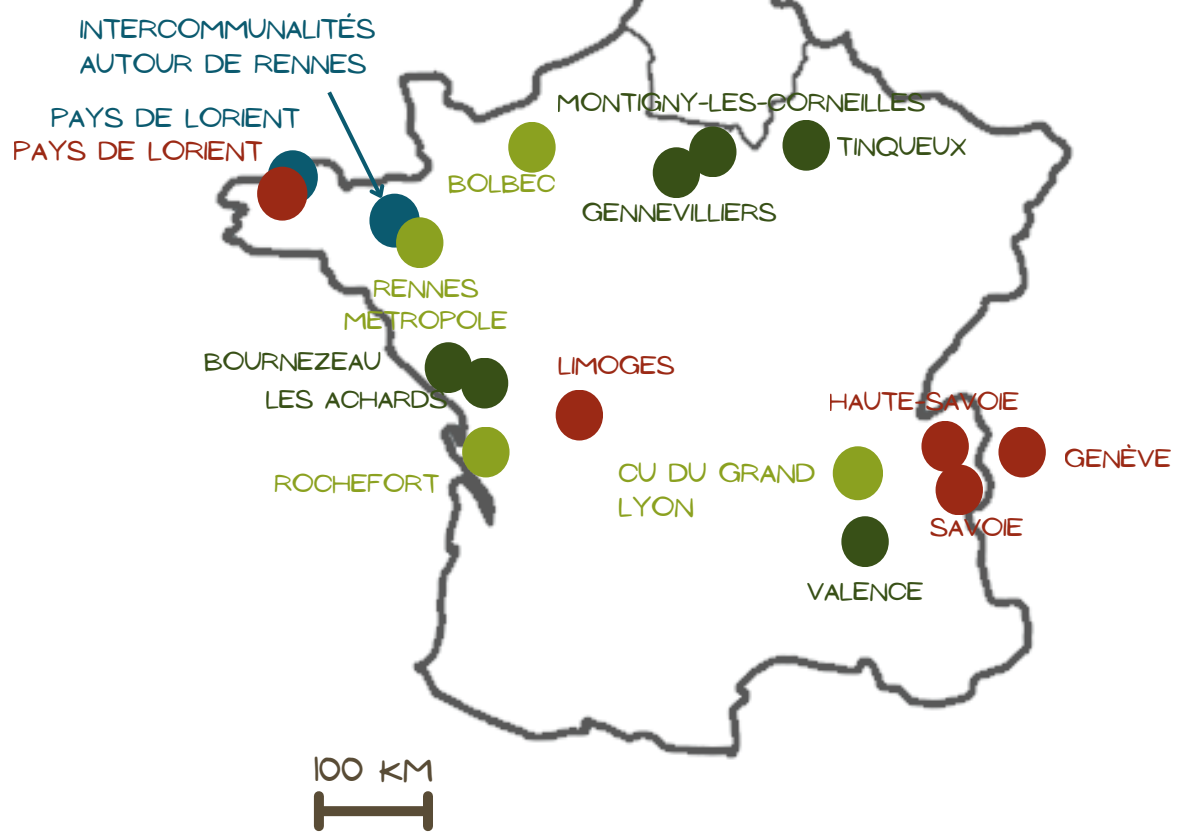 INTERCOMMUNALITÉS
AUTOUR DE RENNES
PAYS DE LORIENT
PAYS DE LORIENT
MONTIGNY-LES-CORNEILLES
TINQUEUX
BOLBEC
GENNEVILLIERS
RENNES
METROPOLE
BOURNEZEAU
LES ACHARDS
LIMOGES
HAUTE-SAVOIE
GENÈVE
ROCHEFORT
CU DU GRAND
LYON
SAVOIE
VALENCE
100 KM